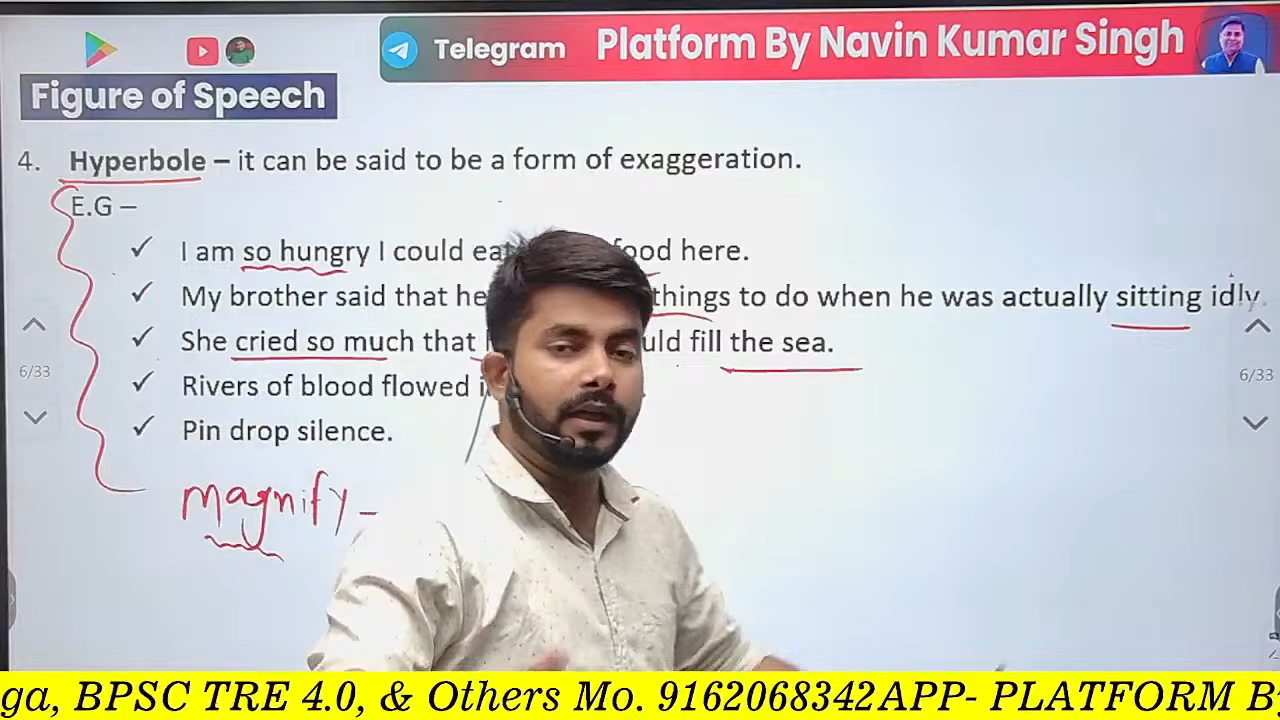 Telegram Platform By Navin Kumar Singh
Figure of Speech
4. Hyperbole – it can be said to be a form of exaggeration.
E.G –
✓ I am so hungry I could eat food here.
✓ My brother said that he things to do when he was actually sitting idly.
✓ She cried so much that fill the sea.
6/33
6/33
✓ Rivers of blood flowed
✓ Pin drop silence.
magnify –
ga, BPSC TRE 4.0, & Others Mo. 9162068342 APP- PLATFORM B